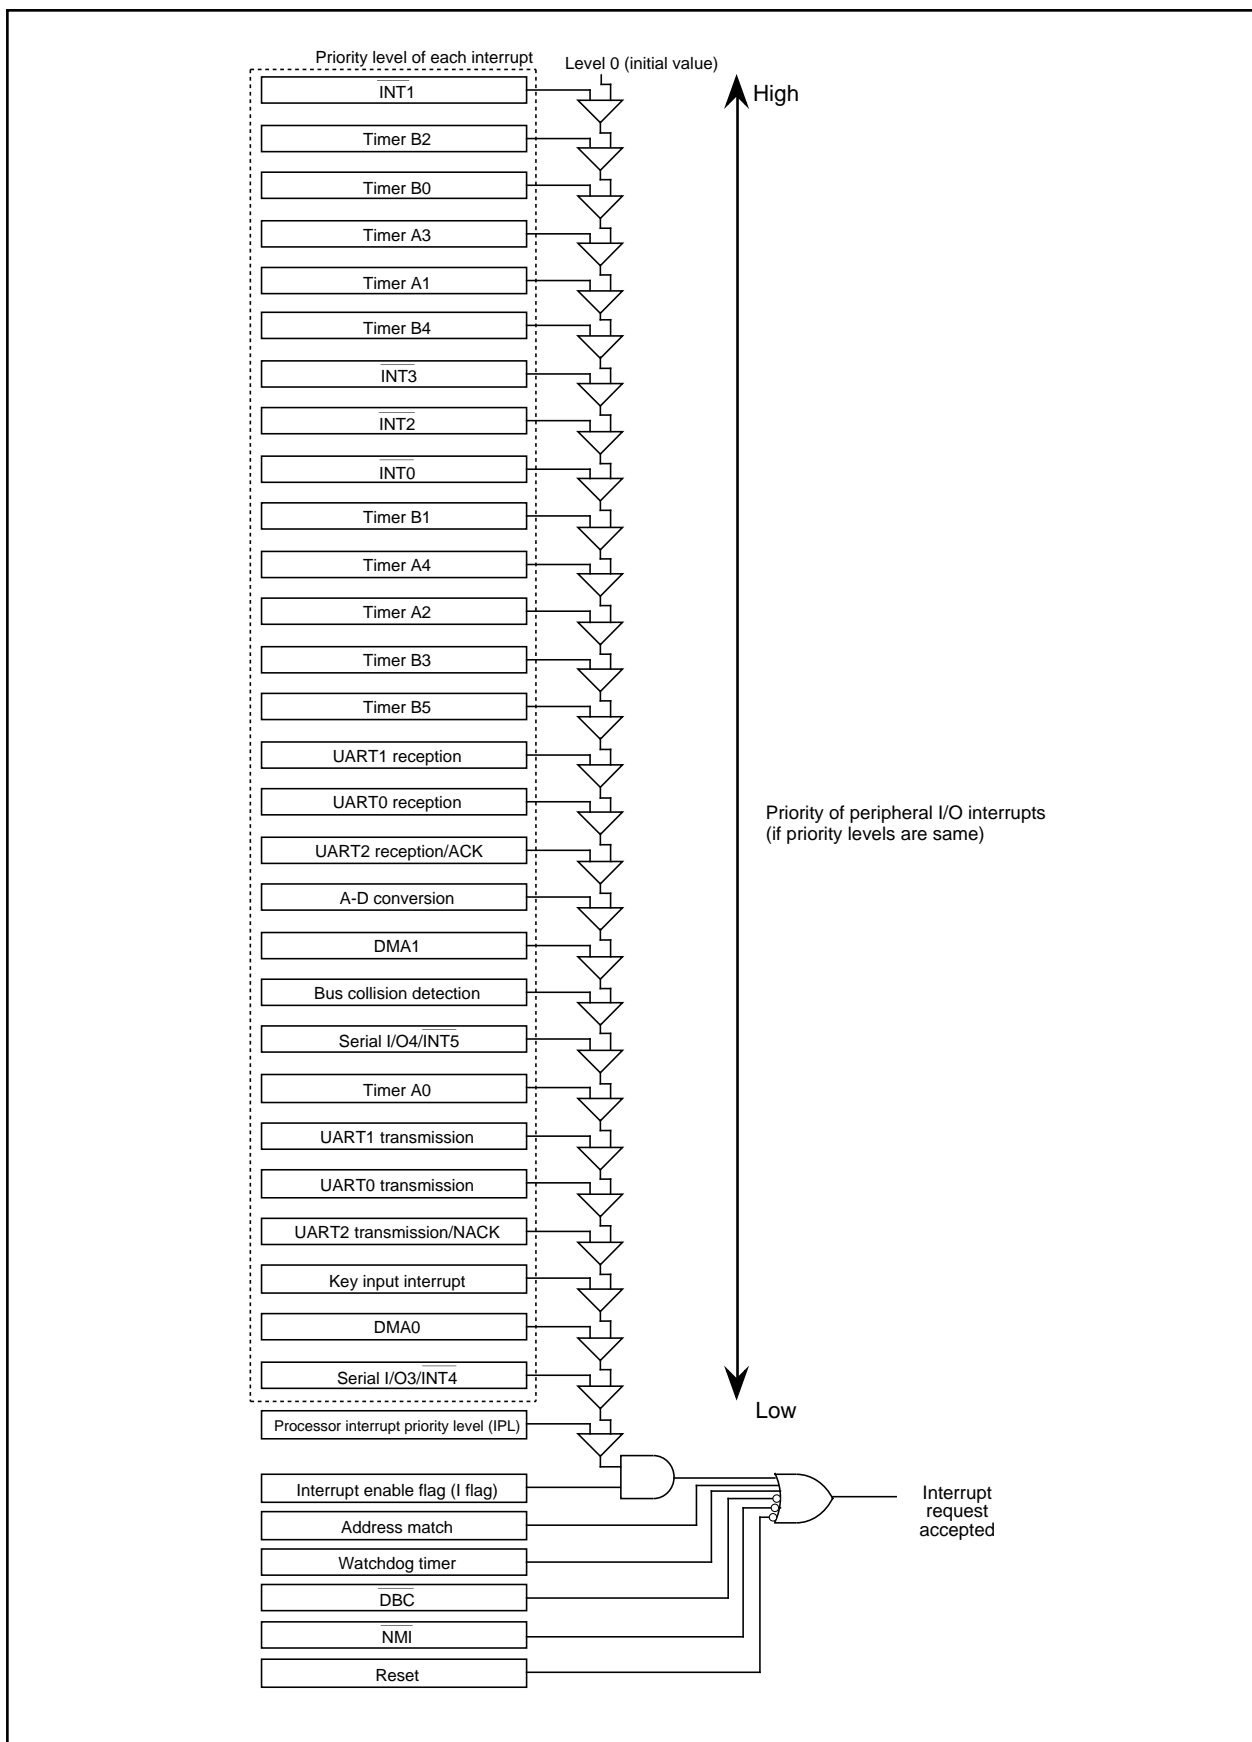 Priority level of each interrupt
Level 0 (initial value)
High
INT1
Timer B2
Timer B0
Timer A3
Timer A1
Timer B4
INT3
INT2
INT0
Timer B1
Timer A4
Timer A2
Timer B3
Timer B5
UART1 reception
UART0 reception
Priority of peripheral I/O interrupts
(if priority levels are same)
UART2 reception/ACK
A-D conversion
DMA1
Bus collision detection
Serial I/O4/INT5
Timer A0
UART1 transmission
UART0 transmission
UART2 transmission/NACK
Key input interrupt
DMA0
Serial I/O3/INT4
Low
Processor interrupt priority level (IPL)
Interrupt enable flag (I flag)
Interrupt
request
accepted
Address match
Watchdog timer
DBC
NMI
Reset